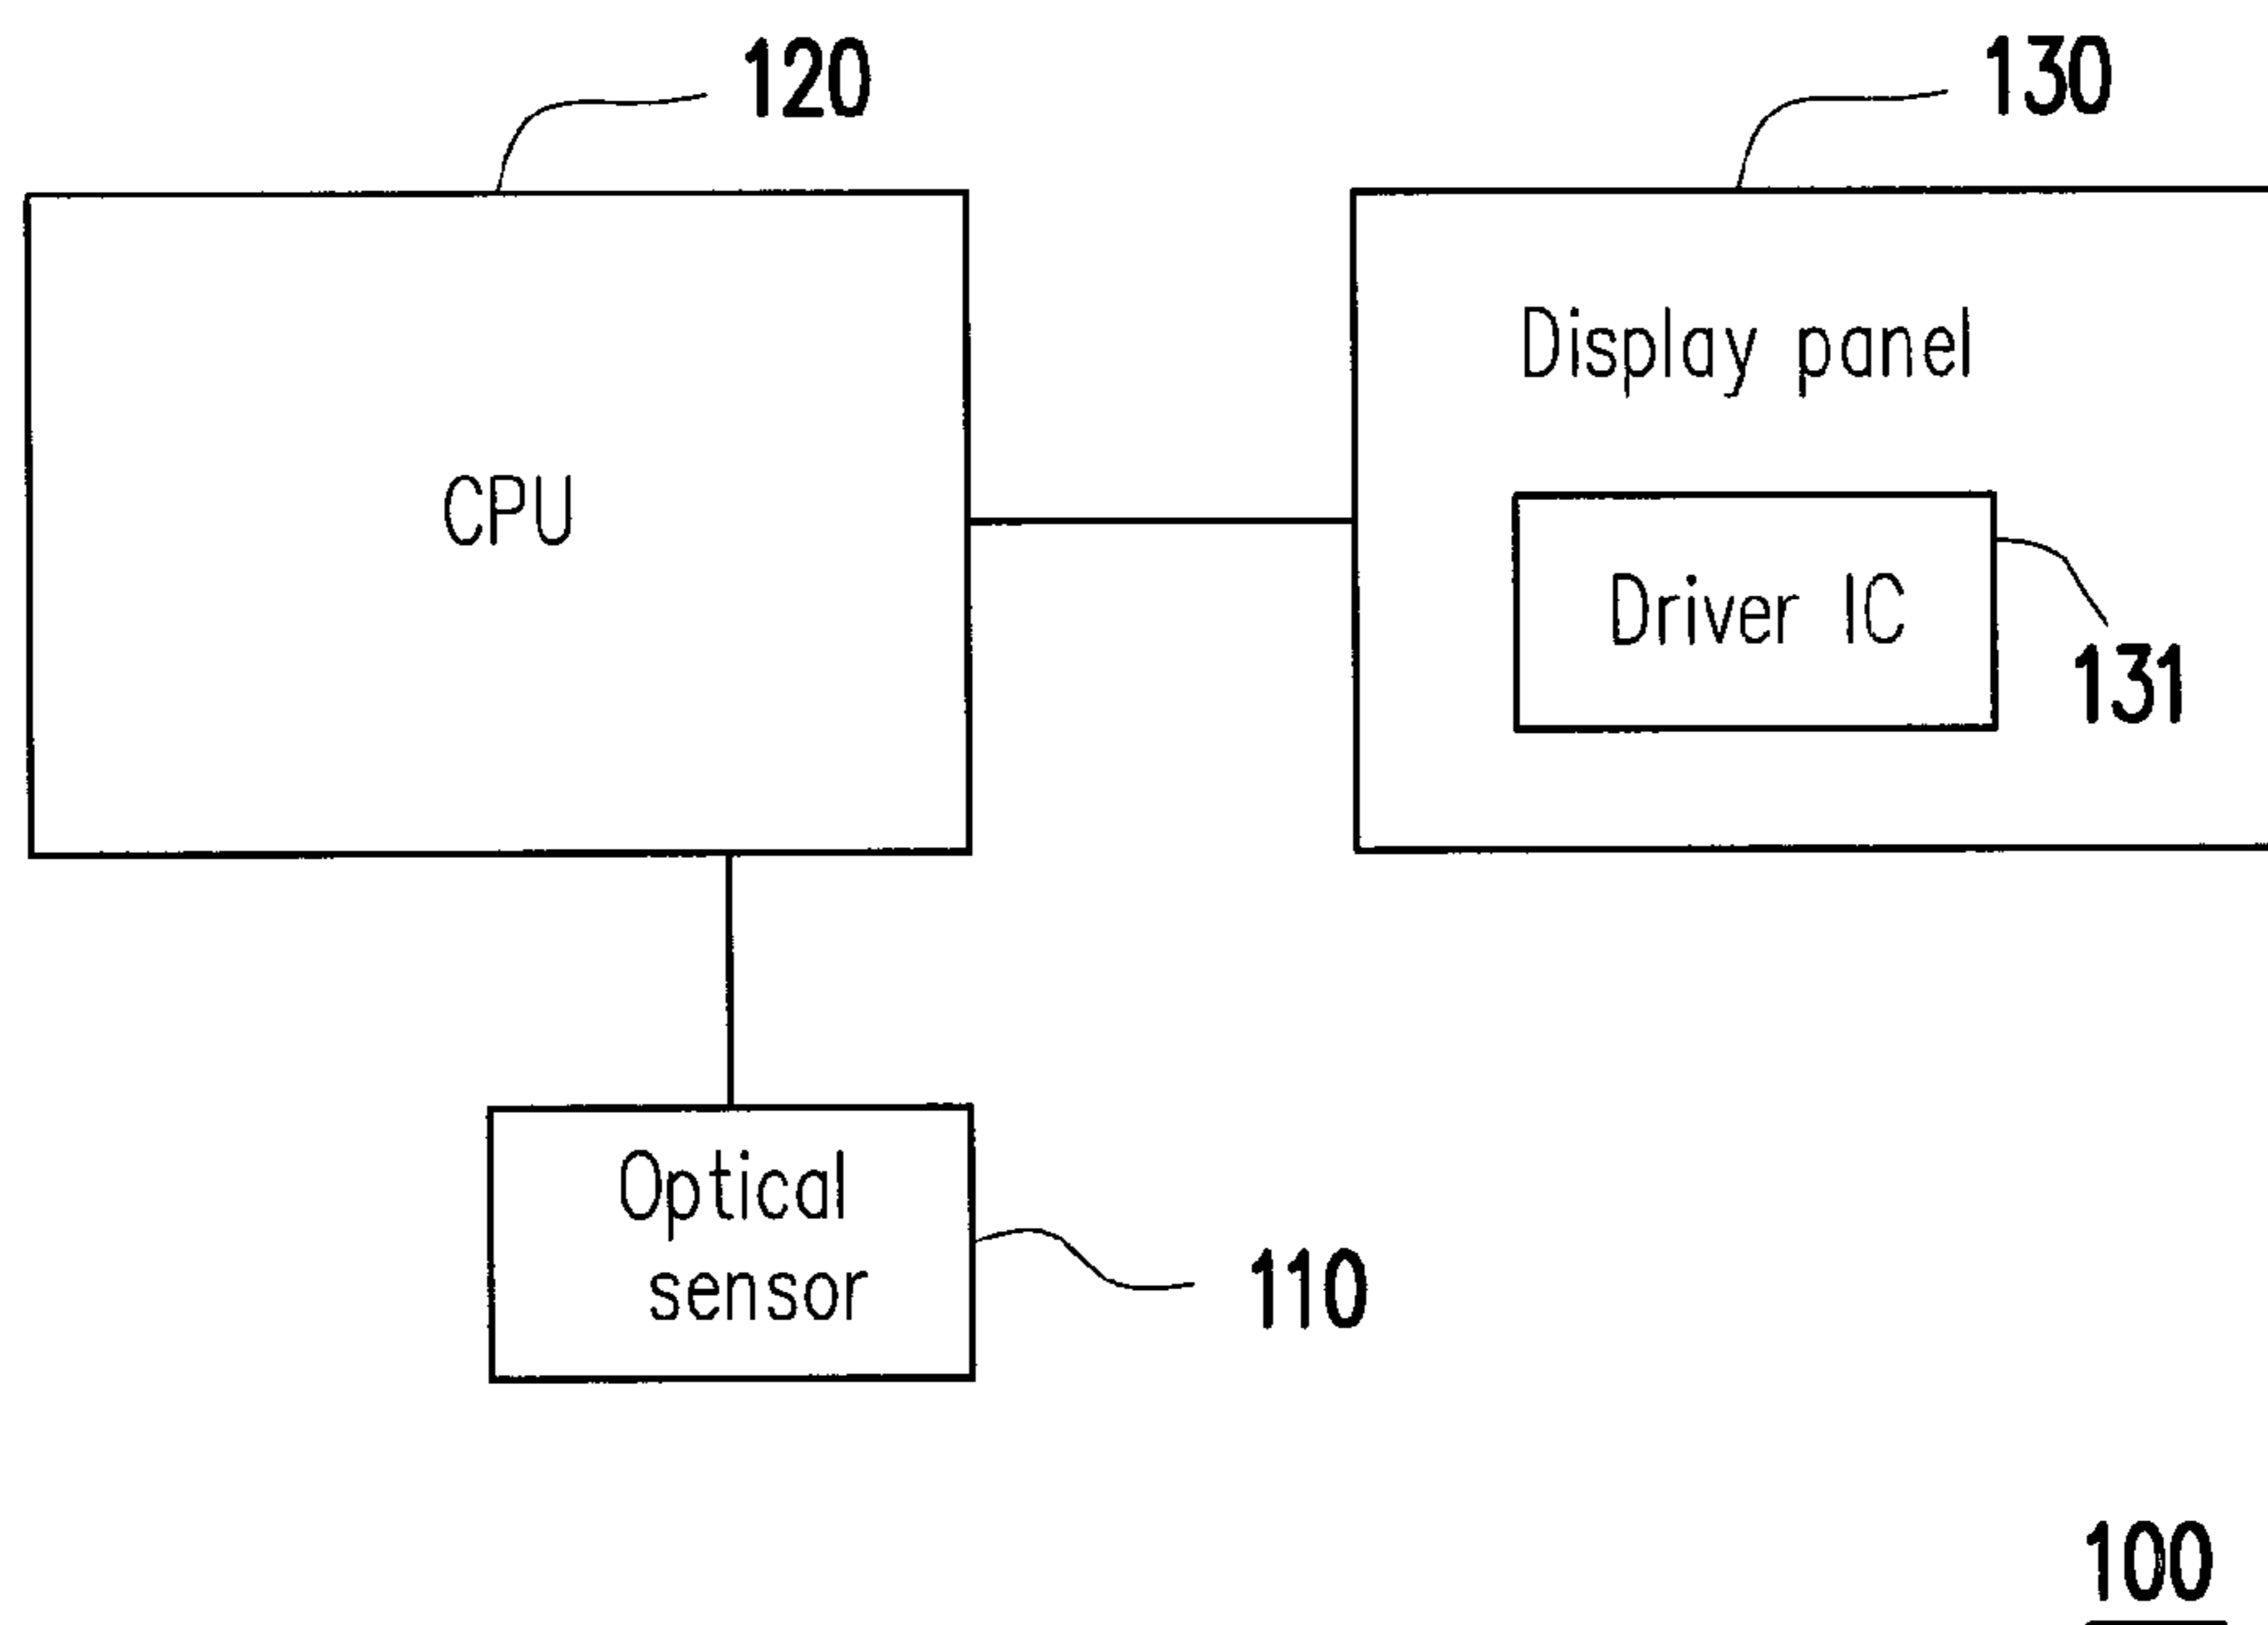 120
130
CPU
Display panel
Driver IC
131
Optical
sensor
110
100